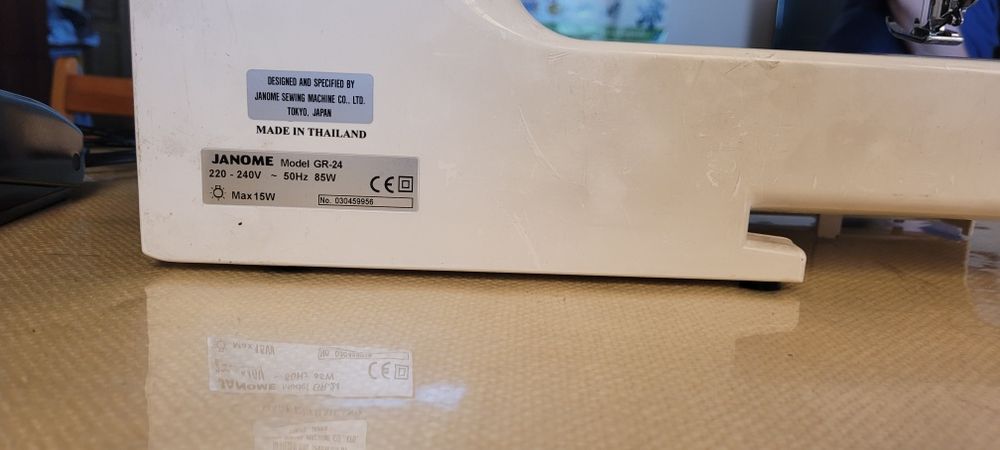 DESIGNED AND SPECIFIED BY
JANOME SEWING MACHINE CO., LTD.
TOKYO, JAPAN
MADE IN THAILAND
JANOME Model GR-24
220 - 240V ~ 50Hz 85W
Max 15W
CE
No. 030459956